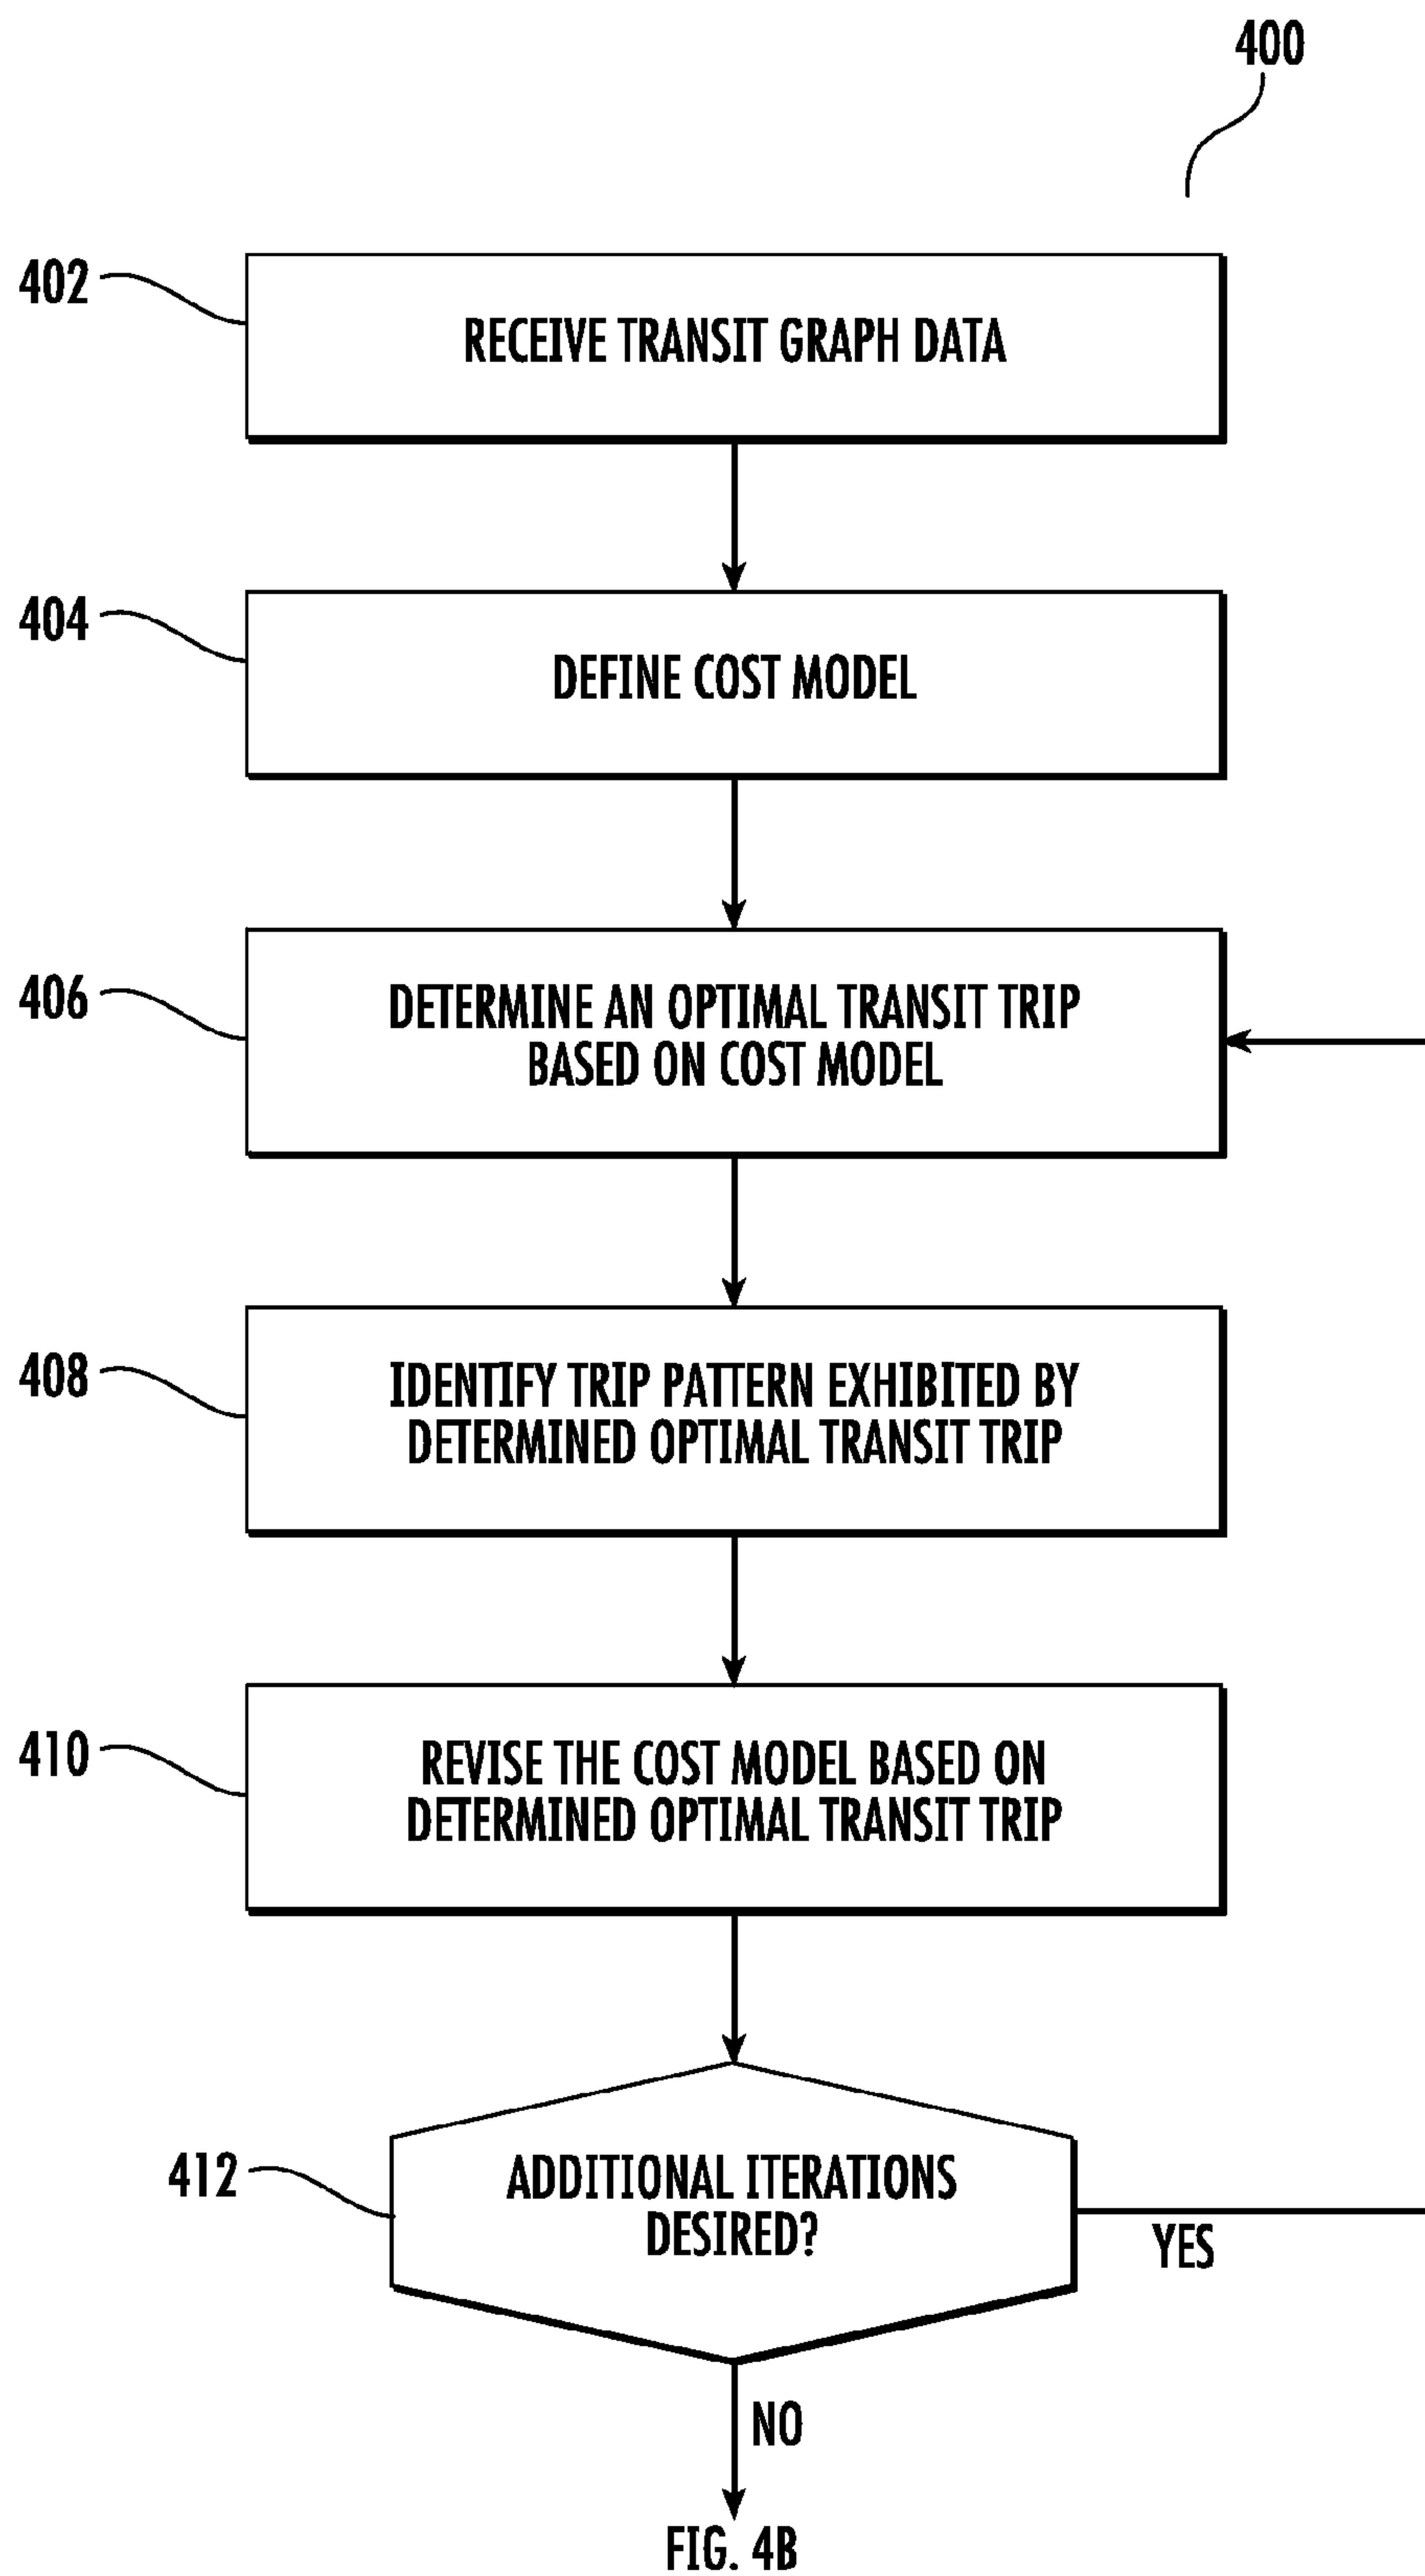 400
402
RECEIVE TRANSIT GRAPH DATA
404
DEFINE COST MODEL
406
DETERMINE AN OPTIMAL TRANSIT TRIP
BASED ON COST MODEL
408
IDENTIFY TRIP PATTERN EXHIBITED BY
DETERMINED OPTIMAL TRANSIT TRIP
410
REVISE THE COST MODEL BASED ON
DETERMINED OPTIMAL TRANSIT TRIP
412
ADDITIONAL ITERATIONS
DESIRED?
YES
NO
FIG. 4B